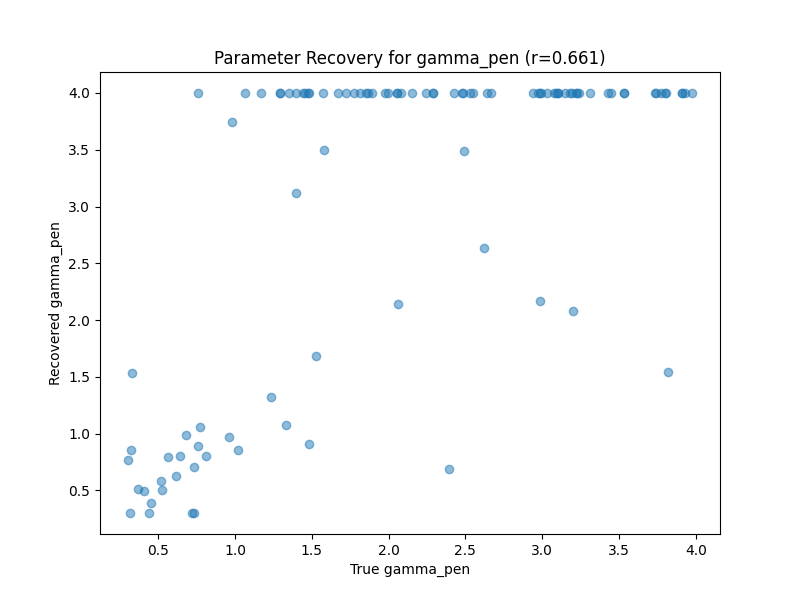 Parameter Recovery for gamma_pen (r=0.661)
4.0
3.5
3.0
2.5
2.0
1.5
1.0
0.5
Recovered gamma_pen
0.5 1.0 1.5 2.0 2.5 3.0 3.5 4.0
True gamma_pen